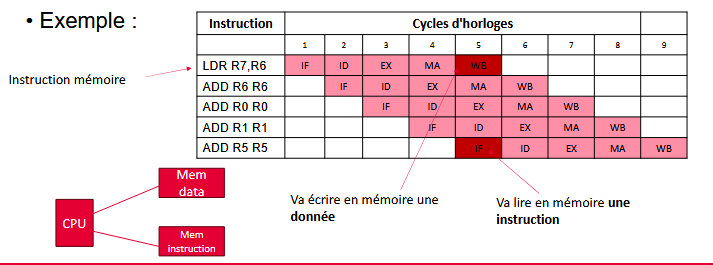 • Exemple :
Instruction Cycles d'horloges
1 2 3 4 5 6 7 8 9
LDR R7,R6 IF ID EX MA WB
ADD R6 R6 IF ID EX MA WB
ADD R0 R0 IF ID EX MA WB
ADD R1 R1 IF ID EX MA WB
ADD R5 R5 IF ID EX MA WB
Instruction mémoire
Mem
data
CPU
Mem
instruction
Va écrire en mémoire une
donnée
Va lire en mémoire une
instruction